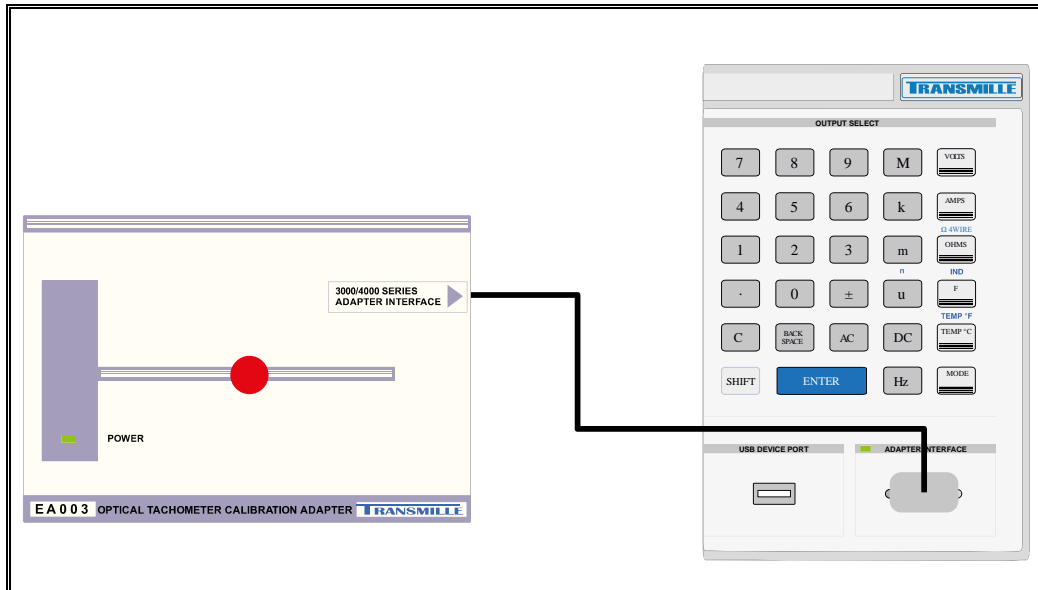 3000/4000 SERIES
ADAPTER INTERFACE
POWER
EA003 OPTICAL TACHOMETER CALIBRATION ADAPTER TRANSMILLE
TRANSMILLE
OUTPUT SELECT
7 8 9 M VOLTS
4 5 6 k AMPS
Ω 4WIRE
1 2 3 m OHMS
n IND
· 0 ± u F
TEMP °F
C BACK SPACE AC DC TEMP °C
SHIFT ENTER Hz MODE
USB DEVICE PORT
ADAPTER INTERFACE